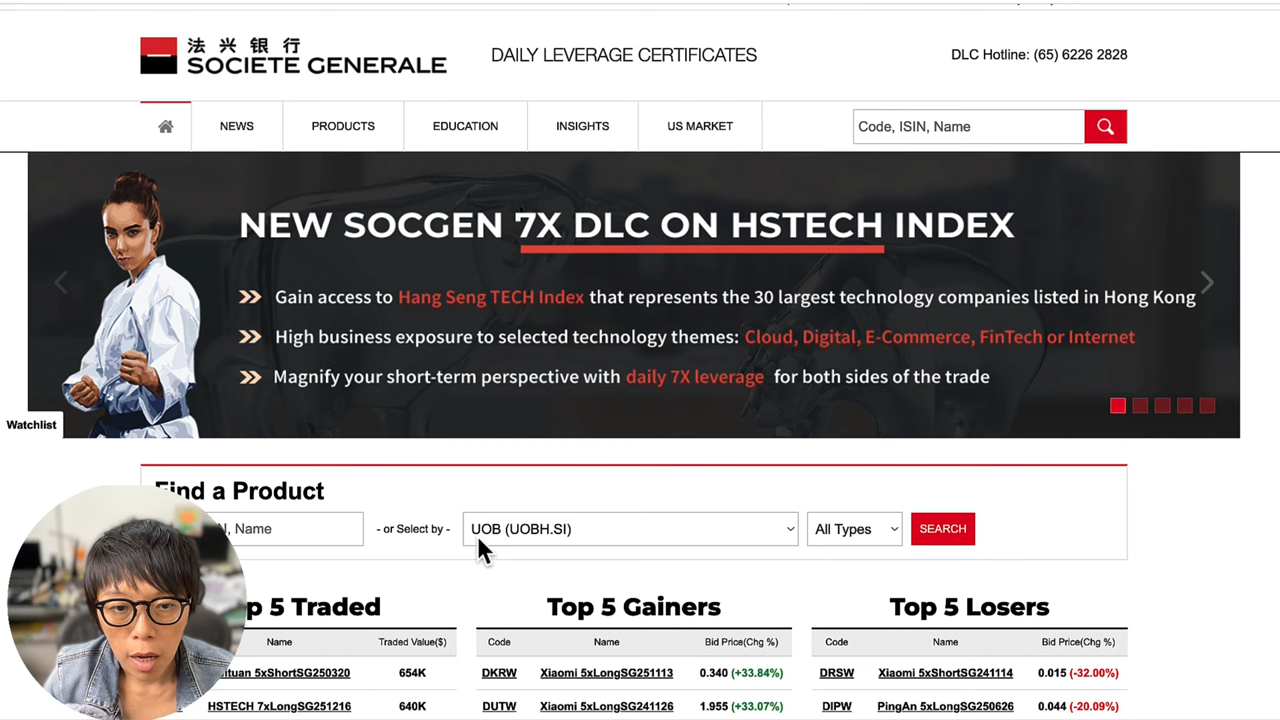 法兴银行
SOCIETE GENERALE
DAILY LEVERAGE CERTIFICATES
DLC Hotline: (65) 6226 2828
NEWS
PRODUCTS
EDUCATION
INSIGHTS
US MARKET
Code, ISIN, Name
NEW SOCGEN 7X DLC ON HSTECH INDEX
Gain access to Hang Seng TECH Index that represents the 30 largest technology companies listed in Hong Kong
High business exposure to selected technology themes: Cloud, Digital, E-Commerce, FinTech or Internet
Magnify your short-term perspective with daily 7X leverage for both sides of the trade
Watchlist
Find a Product
N, Name
- or Select by -
UOB (UOBH.SI)
All Types
SEARCH
p 5 Traded
Top 5 Gainers
Top 5 Losers
Name Traded Value($)
Code Name Bid Price(Chg %)
Code Name Bid Price(Chg %)
ituan 5xShortSG250320 654K
DKRW Xiaomi 5xLongSG251113 0.340 (+33.84%)
DRSW Xiaomi 5xShortSG241114 0.015 (-32.00%)
HSTECH 7xLongSG251216 640K
DUTW Xiaomi 5xLongSG241126 1.955 (+33.07%)
DIPW PingAn 5xLongSG250626 0.044 (-20.09%)